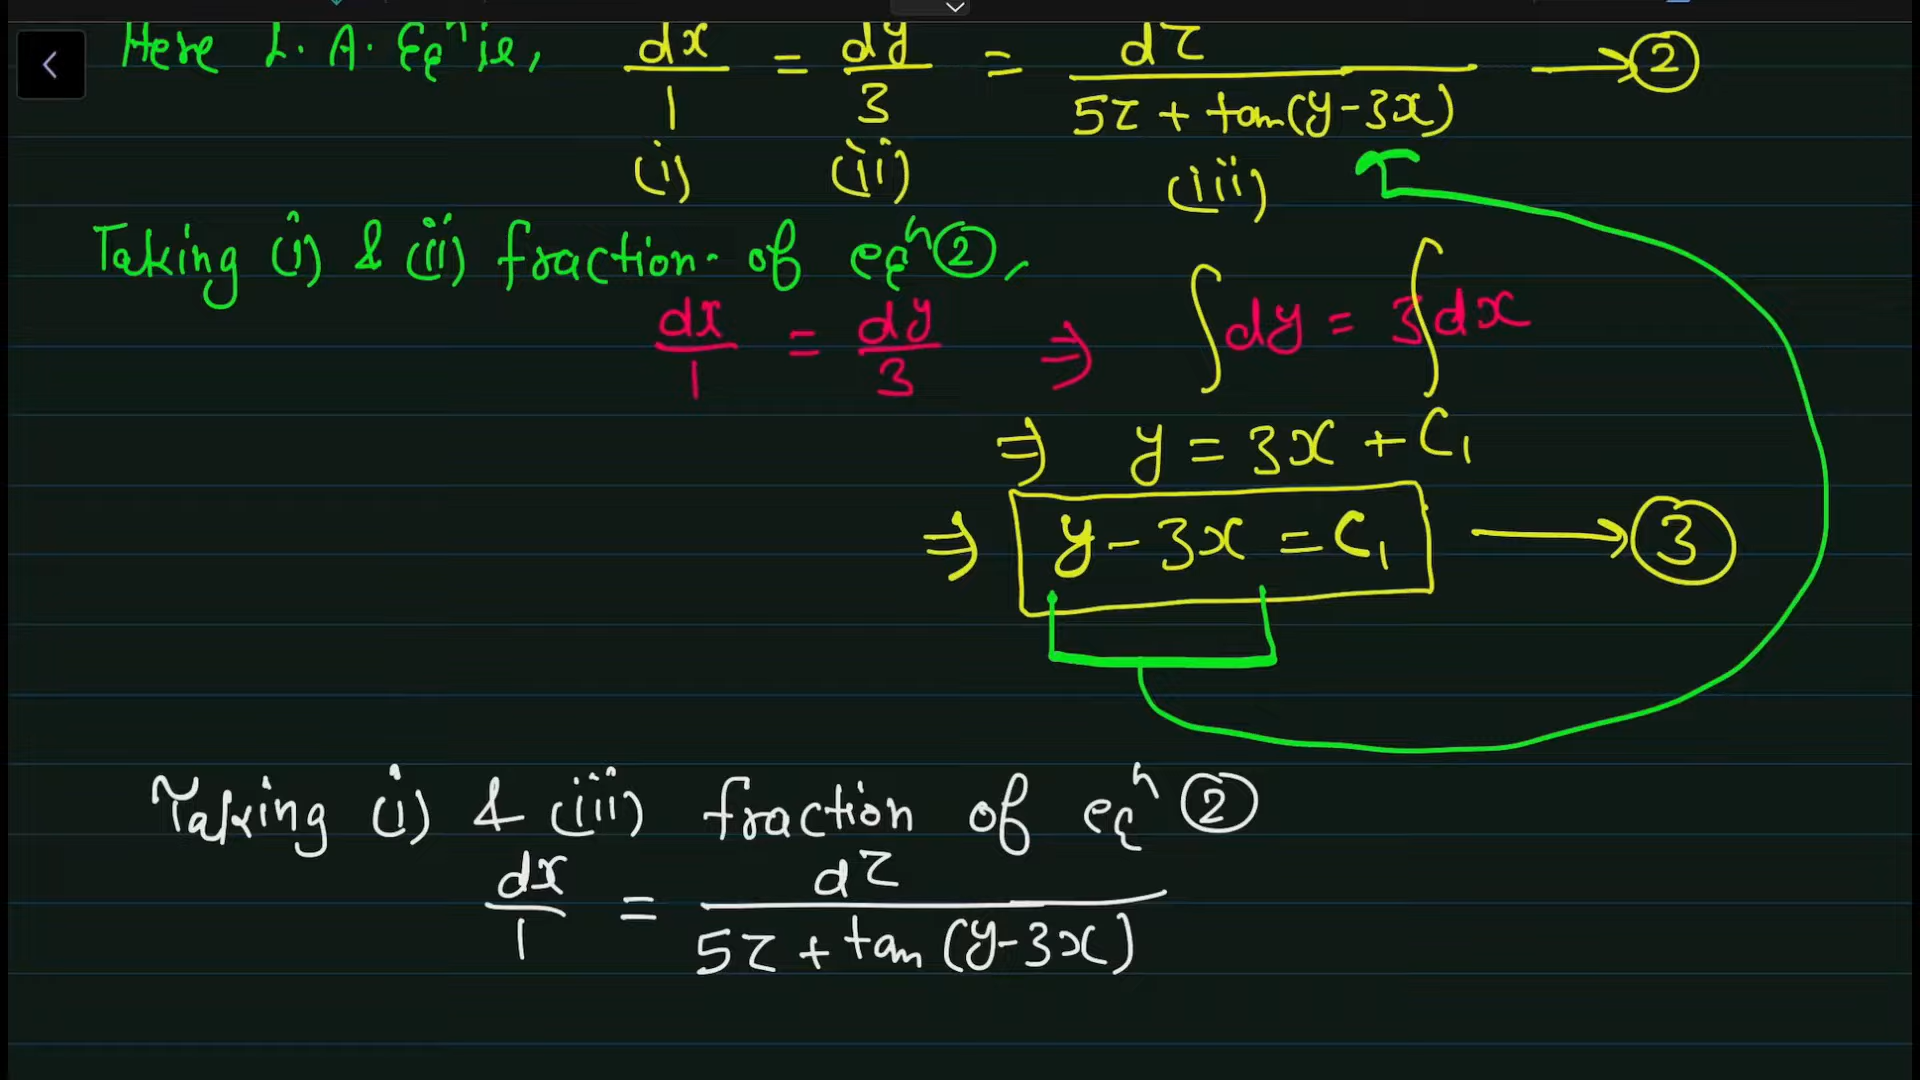 Here L. A. Eqⁿ is, dx/1 = dy/3 = dz/(5z + tan(y-3x)) → ②
(i) (ii) (iii)
Taking (i) & (ii) fraction of eqⁿ ②,
dx/1 = dy/3 ⇒ ∫dy = 3∫dx
⇒ y = 3x + C₁
⇒ y - 3x = C₁ → ③
Taking (i) & (iii) fraction of eqⁿ ②
dx/1 = dz/(5z + tan(y-3x))